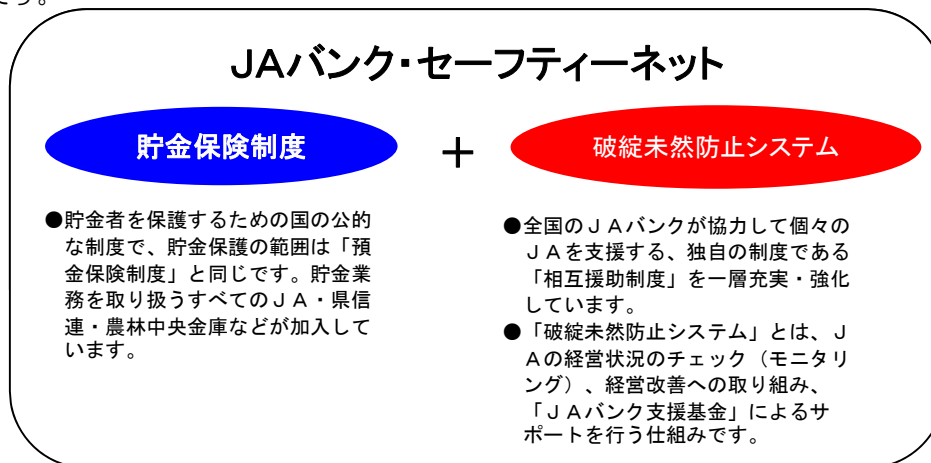 JAバンク・セーフティーネット
貯金保険制度
＋
破綻未然防止システム
●貯金者を保護するための国の公的
な制度で、貯金保護の範囲は「預
金保険制度」と同じです。貯金業
務を取り扱うすべてのＪＡ・県信
連・農林中央金庫などが加入して
います。
●全国のＪＡバンクが協力して個々の
ＪＡを支援する、独自の制度である
「相互援助制度」を一層充実・強化
しています。
●「破綻未然防止システム」とは、Ｊ
Ａの経営状況のチェック（モニタリ
ング）、経営改善への取り組み、
「ＪＡバンク支援基金」によるサ
ポートを行う仕組みです。